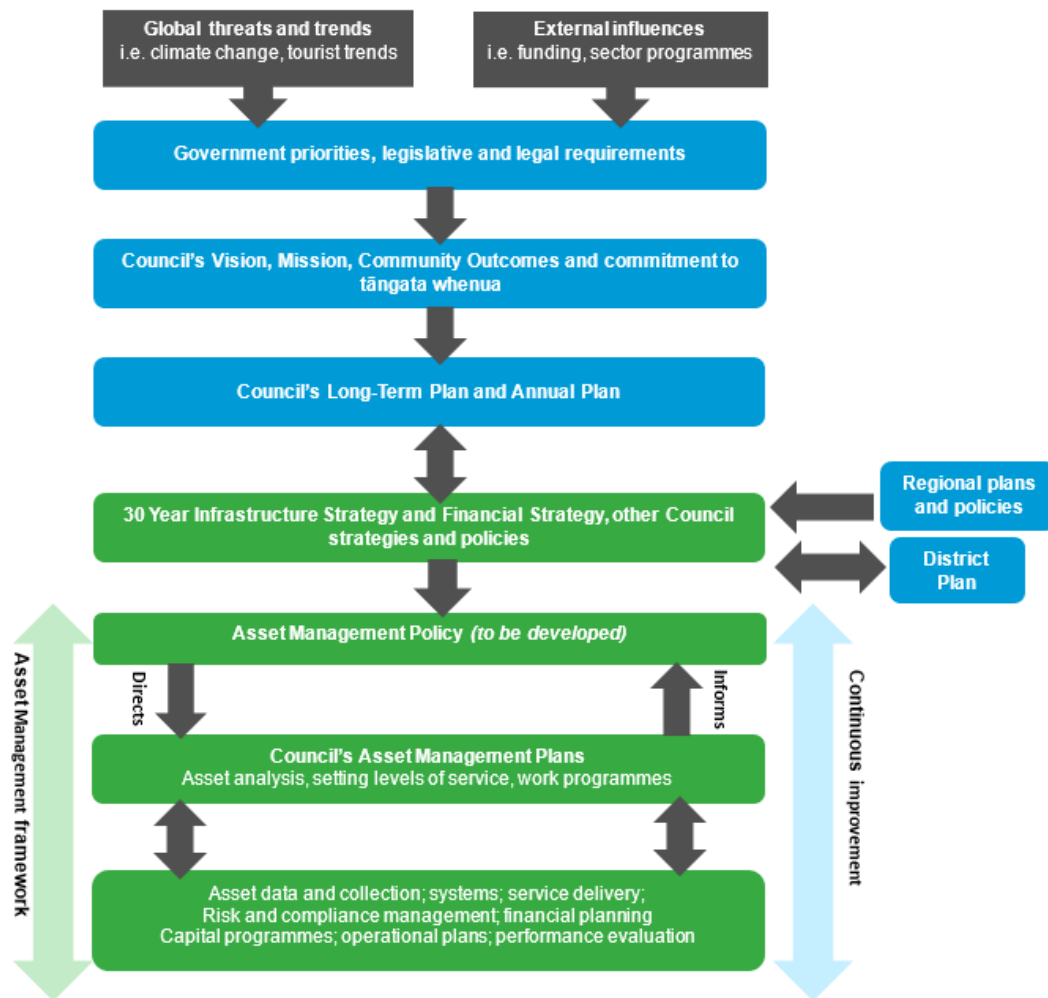 Global threats and trends
i.e. climate change, tourist trends
External influences
i.e. funding, sector programmes
Government priorities, legislative and legal requirements
Council's Vision, Mission, Community Outcomes and commitment to
tāngata whenua
Council's Long-Term Plan and Annual Plan
30 Year Infrastructure Strategy and Financial Strategy, other Council
strategies and policies
Regional plans
and policies
District
Plan
Asset Management Policy (to be developed)
Directs
Informs
Council's Asset Management Plans
Asset analysis, setting levels of service, work programmes
Asset data and collection; systems; service delivery;
Risk and compliance management; financial planning
Capital programmes; operational plans; performance evaluation
Asset Management framework
Continuous improvement